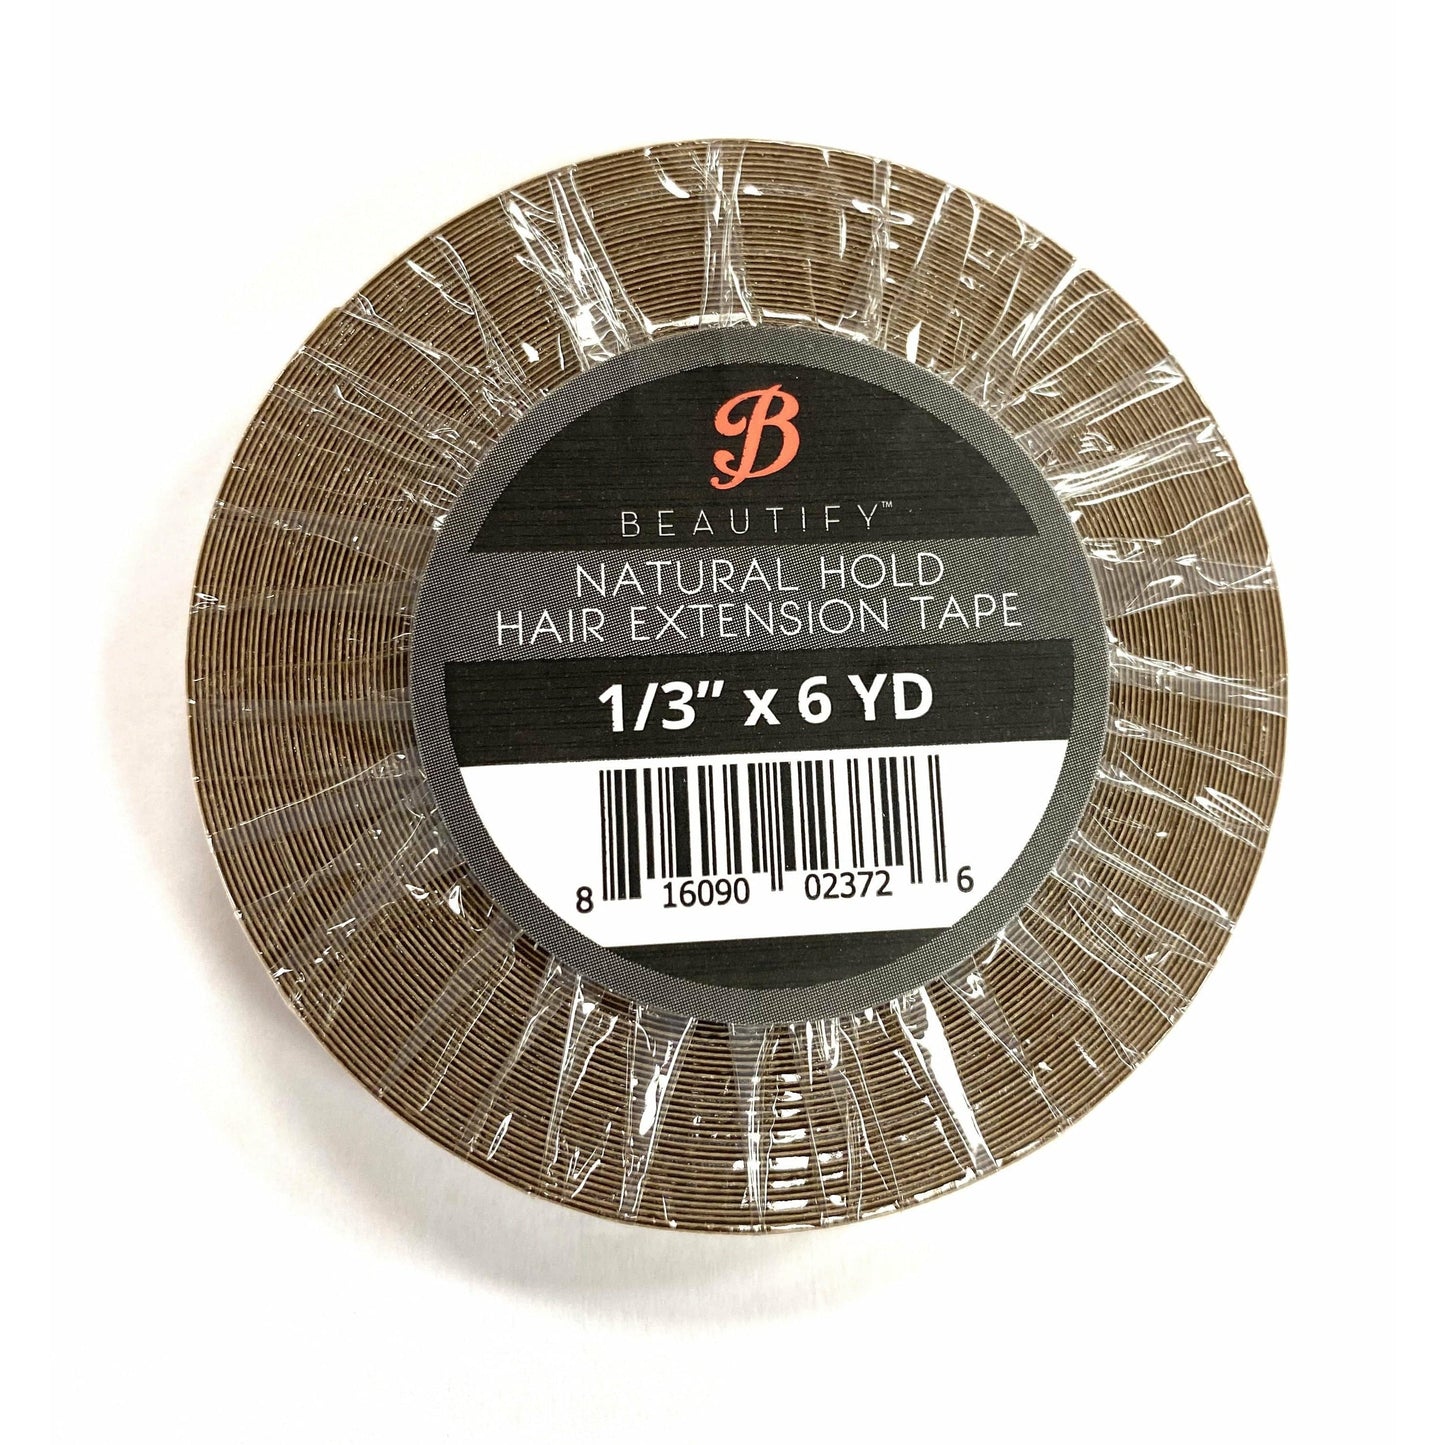 B
BEAUTIFY™
NATURAL HOLD
HAIR EXTENSION TAPE
1/3" x 6 YD
8 16090 02372 6